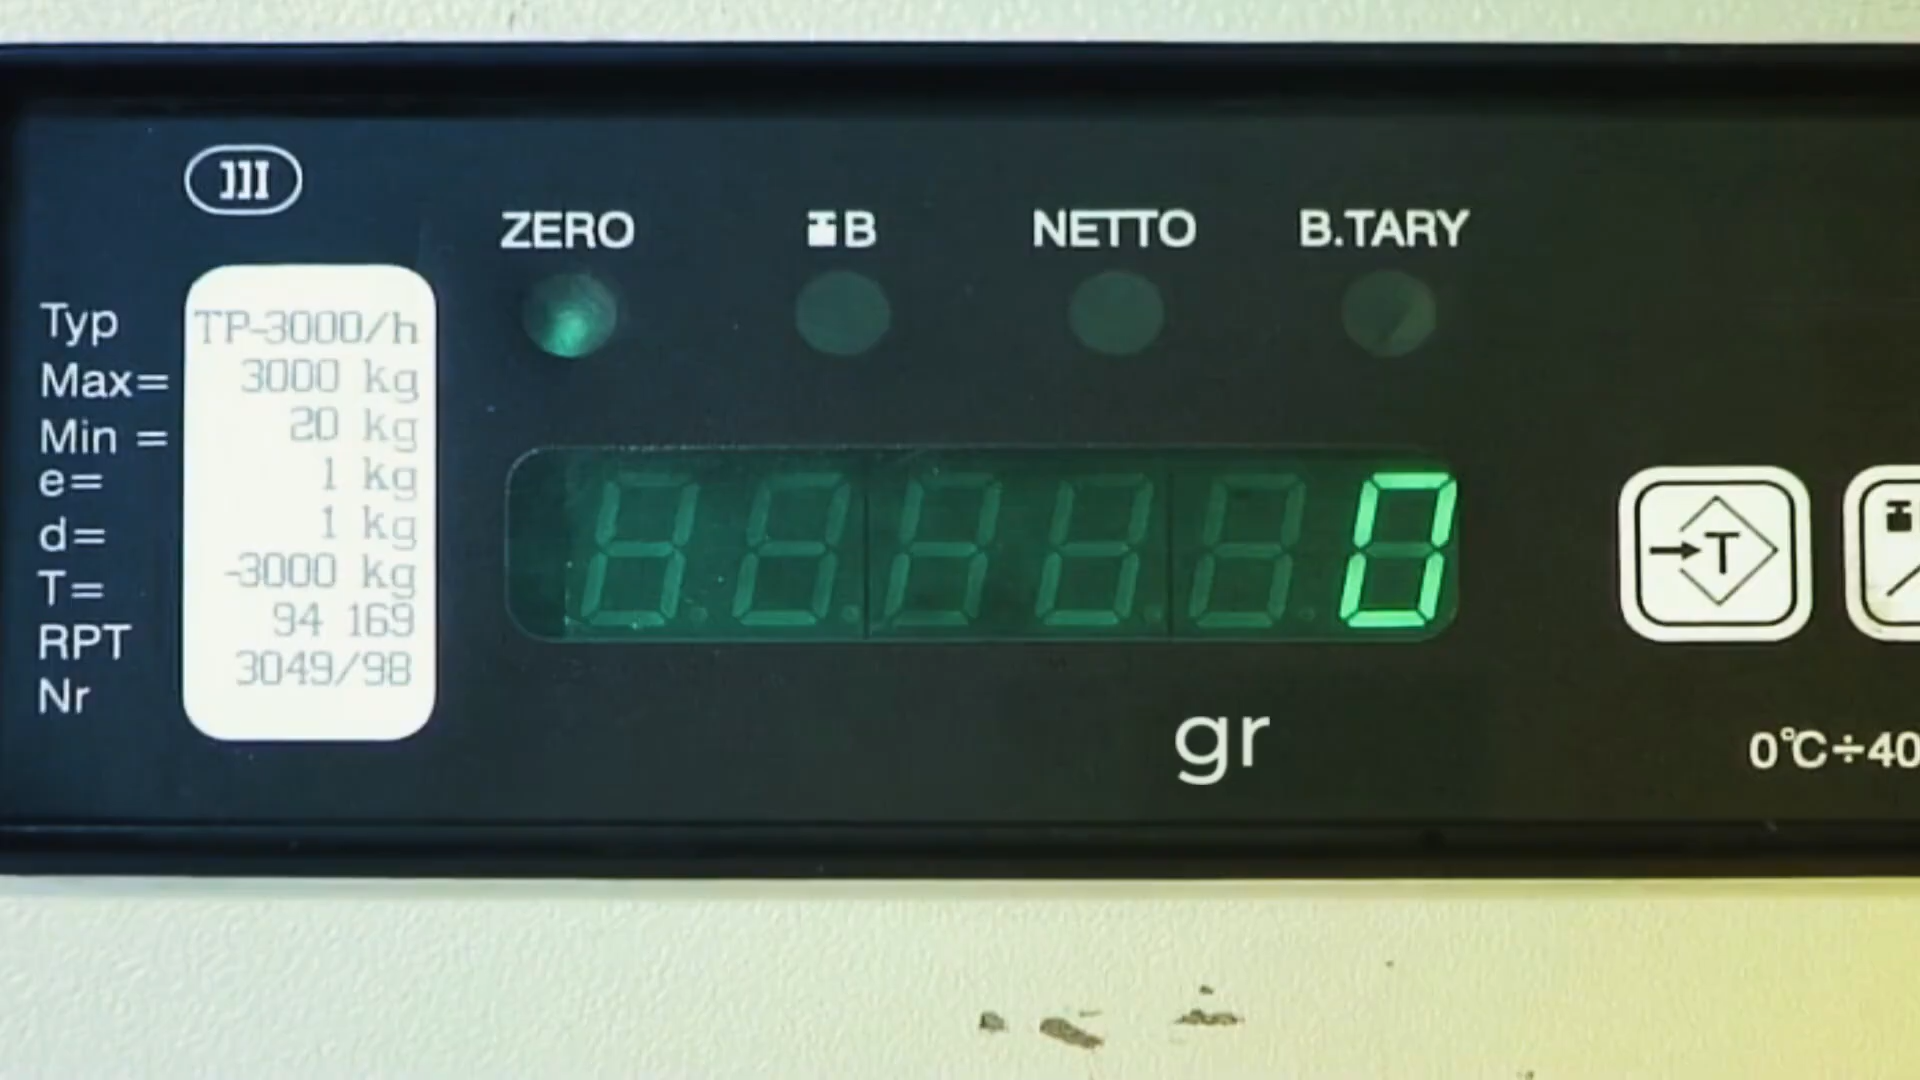 III
ZERO B NETTO B.TARY
Typ TP-3000/h
Max= 3000 kg
Min = 20 kg
e= 1 kg
d= 1 kg
T= -3000 kg
RPT 94 169
Nr 3049/98
0
→T
gr
0°C÷40